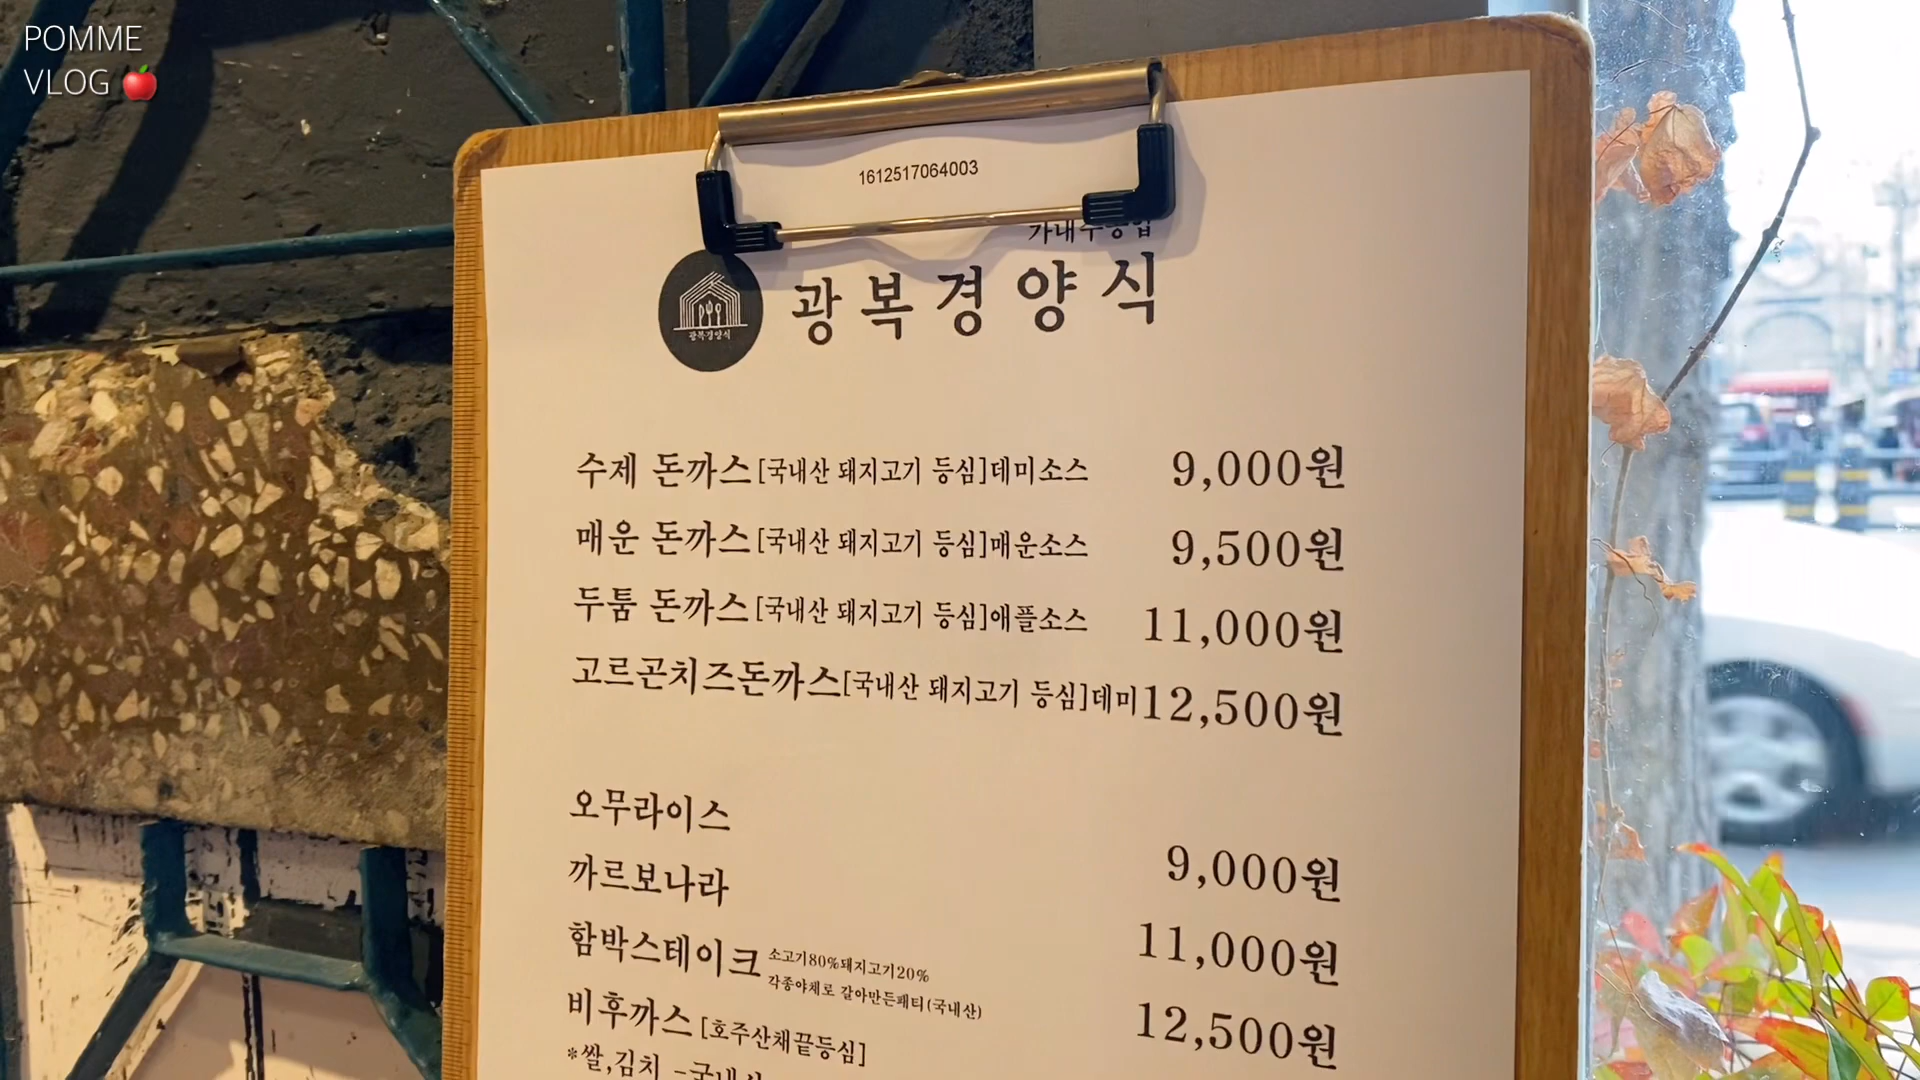 POMME
VLOG
1612517064003
광복경양식
광복경양식
수제 돈까스[국내산 돼지고기 등심]데미소스 9,000원
매운 돈까스[국내산 돼지고기 등심]매운소스 9,500원
두툼 돈까스[국내산 돼지고기 등심]애플소스 11,000원
고르곤치즈돈까스[국내산 돼지고기 등심]데미 12,500원
오무라이스 9,000원
까르보나라 11,000원
함박스테이크 소고기80%돼지고기20% 12,500원
각종야채로 갈아만든패티(국내산)
비후까스 [호주산채끝등심]
*쌀,김치 -국내산